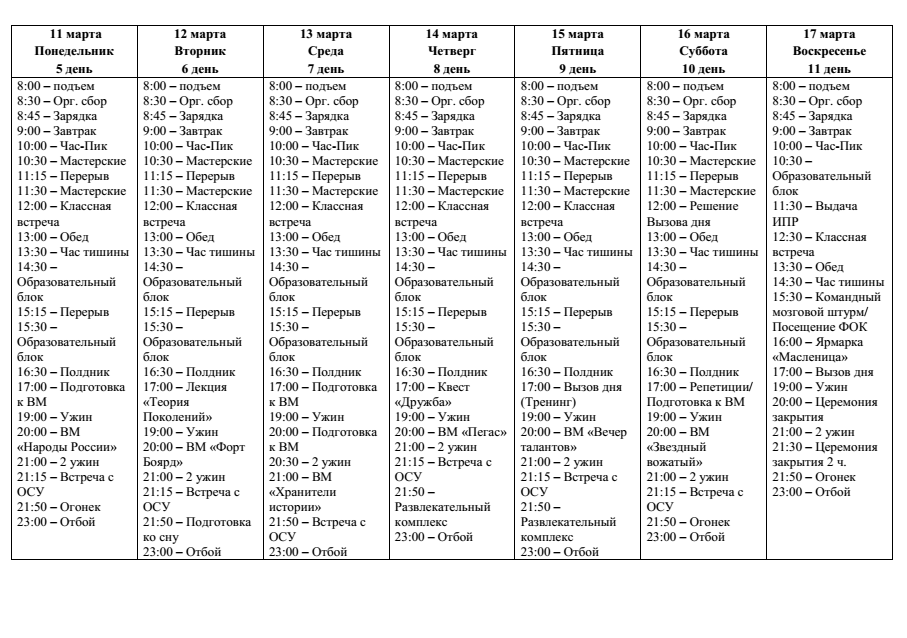 11 марта
Понедельник
5 день
8:00 – подъем
8:30 – Орг. сбор
8:45 – Зарядка
9:00 – Завтрак
10:00 – Час-Пик
10:30 – Мастерские
11:15 – Перерыв
11:30 – Мастерские
12:00 – Классная
встреча
13:00 – Обед
13:30 – Час тишины
14:30 –
Образовательный
блок
15:15 – Перерыв
15:30 –
Образовательный
блок
16:30 – Полдник
17:00 – Подготовка
к ВМ
19:00 – Ужин
20:00 – ВМ
«Народы России»
21:00 – 2 ужин
21:15 – Встреча с
ОСУ
21:50 – Огонек
23:00 – Отбой
12 марта
Вторник
6 день
8:00 – подъем
8:30 – Орг. сбор
8:45 – Зарядка
9:00 – Завтрак
10:00 – Час-Пик
10:30 – Мастерские
11:15 – Перерыв
11:30 – Мастерские
12:00 – Классная
встреча
13:00 – Обед
13:30 – Час тишины
14:30 –
Образовательный
блок
15:15 – Перерыв
15:30 –
Образовательный
блок
16:30 – Полдник
17:00 – Лекция
«Теория
Поколений»
19:00 – Ужин
20:00 – ВМ «Форт
Боярд»
21:00 – 2 ужин
21:15 – Встреча с
ОСУ
21:50 – Подготовка
ко сну
23:00 – Отбой
13 марта
Среда
7 день
8:00 – подъем
8:30 – Орг. сбор
8:45 – Зарядка
9:00 – Завтрак
10:00 – Час-Пик
10:30 – Мастерские
11:15 – Перерыв
11:30 – Мастерские
12:00 – Классная
встреча
13:00 – Обед
13:30 – Час тишины
14:30 –
Образовательный
блок
15:15 – Перерыв
15:30 –
Образовательный
блок
16:30 – Полдник
17:00 – Подготовка
к ВМ
19:00 – Ужин
20:00 – Подготовка
к ВМ
20:30 – 2 ужин
21:00 – ВМ
«Хранители
истории»
21:50 – Встреча с
ОСУ
23:00 – Отбой
14 марта
Четверг
8 день
8:00 – подъем
8:30 – Орг. сбор
8:45 – Зарядка
9:00 – Завтрак
10:00 – Час-Пик
10:30 – Мастерские
11:15 – Перерыв
11:30 – Мастерские
12:00 – Классная
встреча
13:00 – Обед
13:30 – Час тишины
14:30 –
Образовательный
блок
15:15 – Перерыв
15:30 –
Образовательный
блок
16:30 – Полдник
17:00 – Квест
«Дружба»
19:00 – Ужин
20:00 – ВМ «Пегас»
21:00 – 2 ужин
21:15 – Встреча с
ОСУ
21:50 –
Развлекательный
комплекс
23:00 – Отбой
15 марта
Пятница
9 день
8:00 – подъем
8:30 – Орг. сбор
8:45 – Зарядка
9:00 – Завтрак
10:00 – Час-Пик
10:30 – Мастерские
11:15 – Перерыв
11:30 – Мастерские
12:00 – Классная
встреча
13:00 – Обед
13:30 – Час тишины
14:30 –
Образовательный
блок
15:15 – Перерыв
15:30 –
Образовательный
блок
16:30 – Полдник
17:00 – Вызов дня
(Тренинг)
19:00 – Ужин
20:00 – ВМ «Вечер
талантов»
21:00 – 2 ужин
21:15 – Встреча с
ОСУ
21:50 –
Развлекательный
комплекс
23:00 – Отбой
16 марта
Суббота
10 день
8:00 – подъем
8:30 – Орг. сбор
8:45 – Зарядка
9:00 – Завтрак
10:00 – Час-Пик
10:30 – Мастерские
11:15 – Перерыв
11:30 – Мастерские
12:00 – Решение
Вызова дня
13:00 – Обед
13:30 – Час тишины
14:30 –
Образовательный
блок
15:15 – Перерыв
15:30 –
Образовательный
блок
16:30 – Полдник
17:00 – Репетиции/
Подготовка к ВМ
19:00 – Ужин
20:00 – ВМ
«Звездный
вожатый»
21:00 – 2 ужин
21:15 – Встреча с
ОСУ
21:50 – Огонек
23:00 – Отбой
17 марта
Воскресенье
11 день
8:00 – подъем
8:30 – Орг. сбор
8:45 – Зарядка
9:00 – Завтрак
10:00 – Час-Пик
10:30 –
Образовательный
блок
11:30 – Выдача
ИПР
12:30 – Классная
встреча
13:30 – Обед
14:30 – Час тишины
15:30 – Командный
мозговой штурм/
Посещение ФОК
16:00 – Ярмарка
«Масленица»
17:00 – Вызов дня
19:00 – Ужин
20:00 – Церемония
закрытия
21:00 – 2 ужин
21:30 – Церемония
закрытия 2 ч.
21:50 – Огонек
23:00 – Отбой